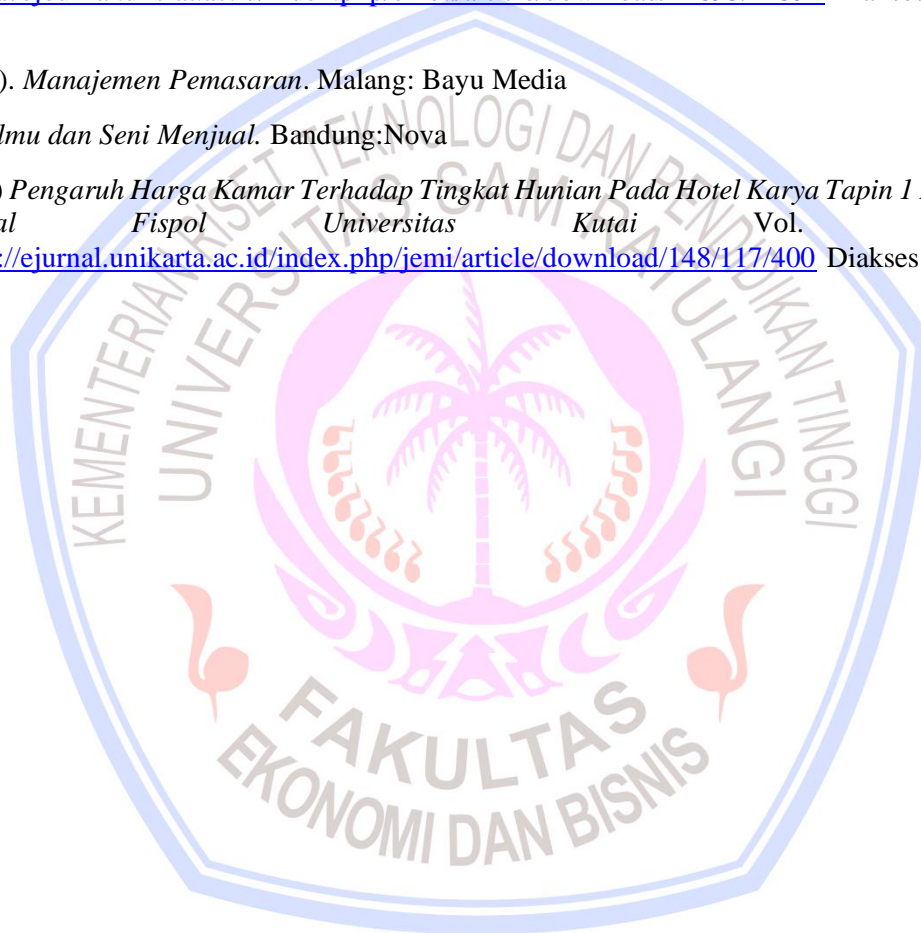 ). Manajemen Pemasaran. Malang: Bayu Media
lmu dan Seni Menjual. Bandung:Nova
) Pengaruh Harga Kamar Terhadap Tingkat Hunian Pada Hotel Karya Tapin 1
al Fispol Universitas Kutai Vol.
://ejurnal.unikarta.ac.id/index.php/jemi/article/download/148/117/400 Diakses
KEMENTERIAN RISET TEKNOLOGI DAN PENDIDIKAN TINGGI
UNIVERSITAS SAM RATULANGI
FAKULTAS
EKONOMI DAN BISNIS